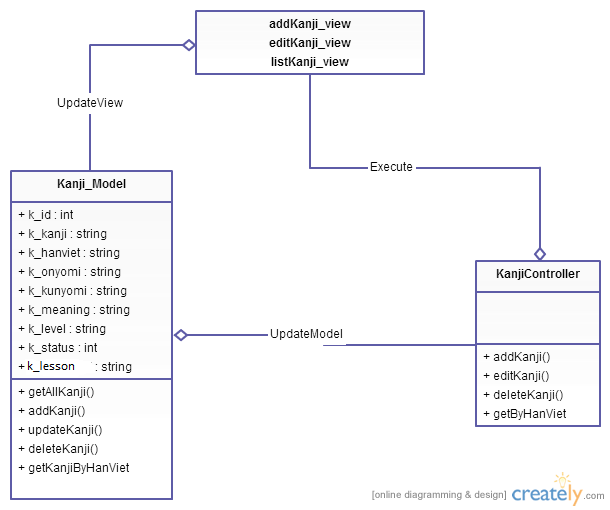 addKanji_view
editKanji_view
listKanji_view
UpdateView
Execute
Kanji_Model
+ k_id : int
+ k_kanji : string
+ k_hanviet : string
+ k_onyomi : string
+ k_kunyomi : string
+ k_meaning : string
+ k_level : string
+ k_status : int
+ k_lesson : string
+ getAllKanji()
+ addKanji()
+ updateKanji()
+ deleteKanji()
+ getKanjiByHanViet
UpdateModel
KanjiController
+ addKanji()
+ editKanji()
+ deleteKanji()
+ getByHanViet
[online diagramming & design] creately.com